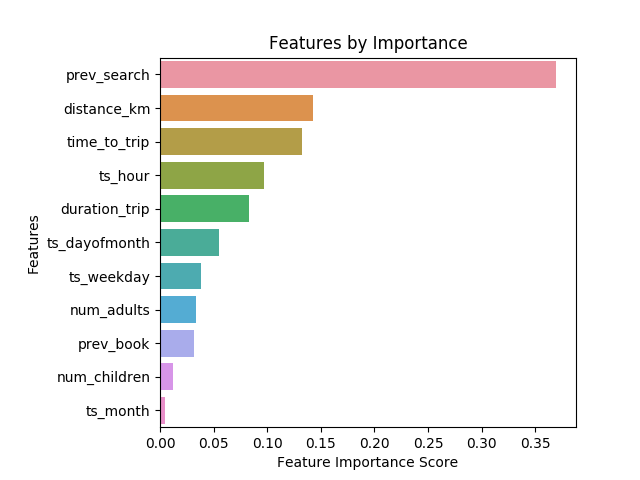 Features by Importance
prev_search
distance_km
time_to_trip
ts_hour
duration_trip
ts_dayofmonth
ts_weekday
num_adults
prev_book
num_children
ts_month
Features
0.00 0.05 0.10 0.15 0.20 0.25 0.30 0.35
Feature Importance Score